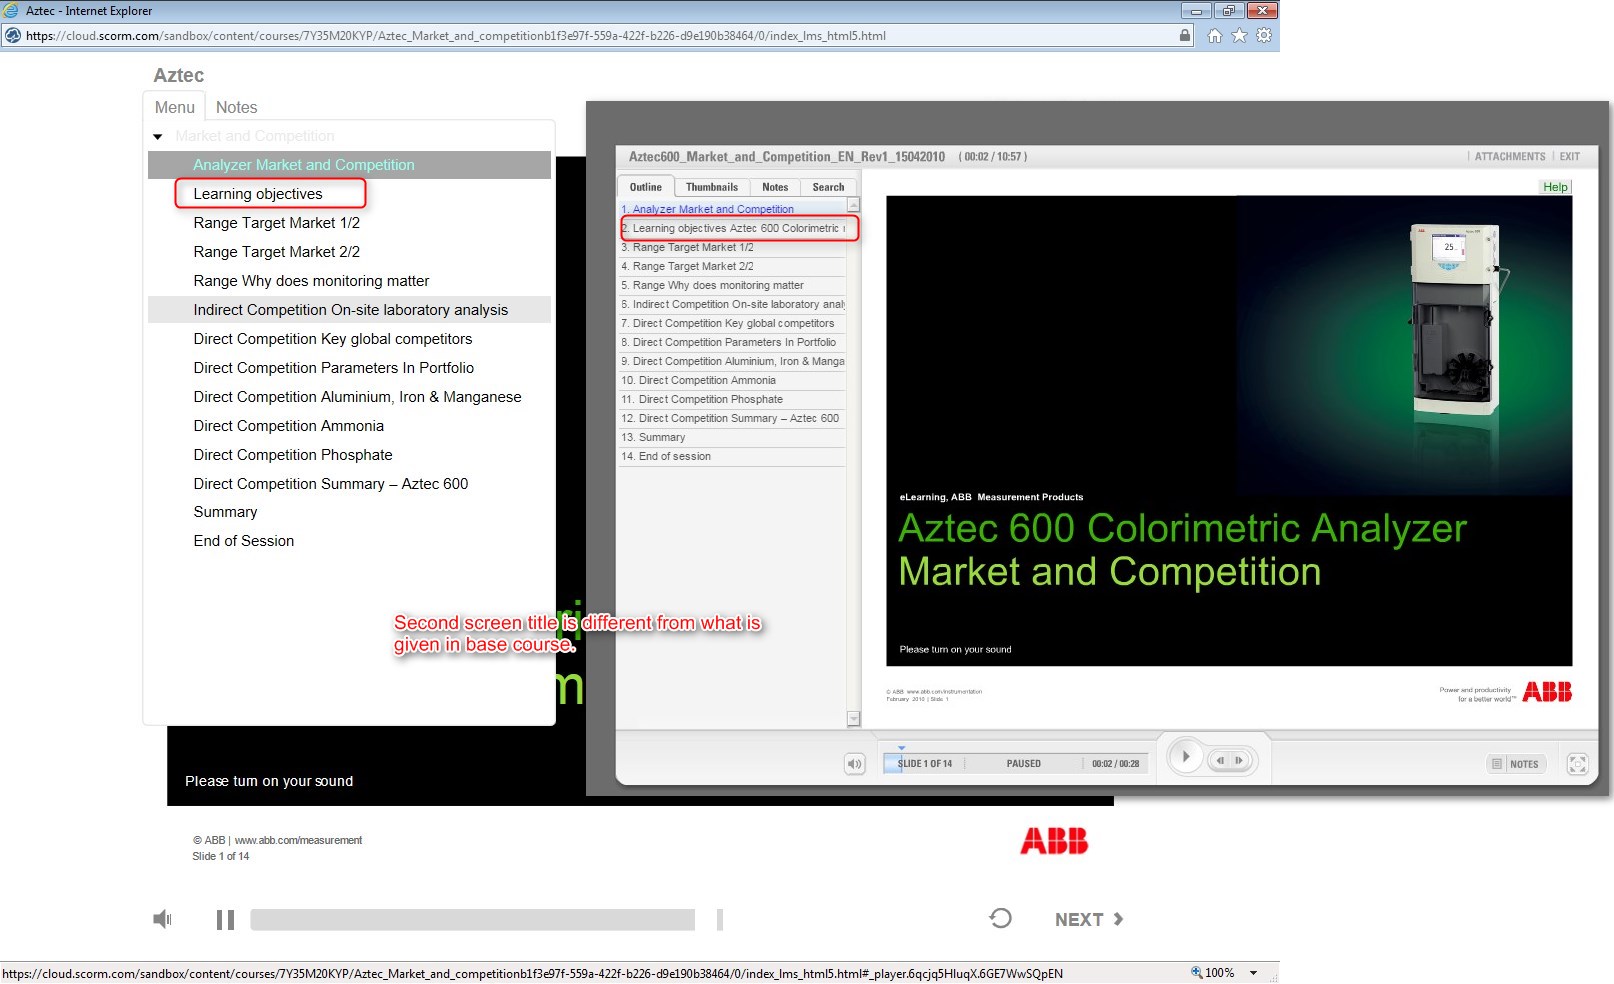 Aztec - Internet Explorer
https://cloud.scorm.com/sandbox/content/courses/7Y35M20KYP/Aztec_Market_and_competitionb1f3e97f-559a-422f-b226-d9e190b38464/0/index_lms_html5.html
Aztec
Menu Notes
Market and Competition
Analyzer Market and Competition
Learning objectives
Range Target Market 1/2
Range Target Market 2/2
Range Why does monitoring matter
Indirect Competition On-site laboratory analysis
Direct Competition Key global competitors
Direct Competition Parameters In Portfolio
Direct Competition Aluminium, Iron & Manganese
Direct Competition Ammonia
Direct Competition Phosphate
Direct Competition Summary – Aztec 600
Summary
End of Session
Second screen title is different from what is
given in base course.
ri
m
Please turn on your sound
© ABB | www.abb.com/measurement
Slide 1 of 14
ABB
NEXT
Aztec600_Market_and_Competition_EN_Rev1_15042010 ( 00:02 / 10:57 )
ATTACHMENTS EXIT
Outline Thumbnails Notes Search
Help
1. Analyzer Market and Competition
2. Learning objectives Aztec 600 Colorimetric
3. Range Target Market 1/2
4. Range Target Market 2/2
5. Range Why does monitoring matter
6. Indirect Competition On-site laboratory anal
7. Direct Competition Key global competitors
8. Direct Competition Parameters In Portfolio
9. Direct Competition Aluminium, Iron & Manga
10. Direct Competition Ammonia
11. Direct Competition Phosphate
12. Direct Competition Summary – Aztec 600
13. Summary
14. End of session
ABB
25
eLearning, ABB Measurement Products
Aztec 600 Colorimetric Analyzer
Market and Competition
Please turn on your sound
© ABB www.abb.com/instrumentation
February 2010 | Slide 1
Power and productivity
for a better world™
ABB
SLIDE 1 OF 14 PAUSED 00:02 / 00:28
NOTES
https://cloud.scorm.com/sandbox/content/courses/7Y35M20KYP/Aztec_Market_and_competitionb1f3e97f-559a-422f-b226-d9e190b38464/0/index_lms_html5.html#_player.6qcjq5HluqX.6GE7WwSQpEN
100%